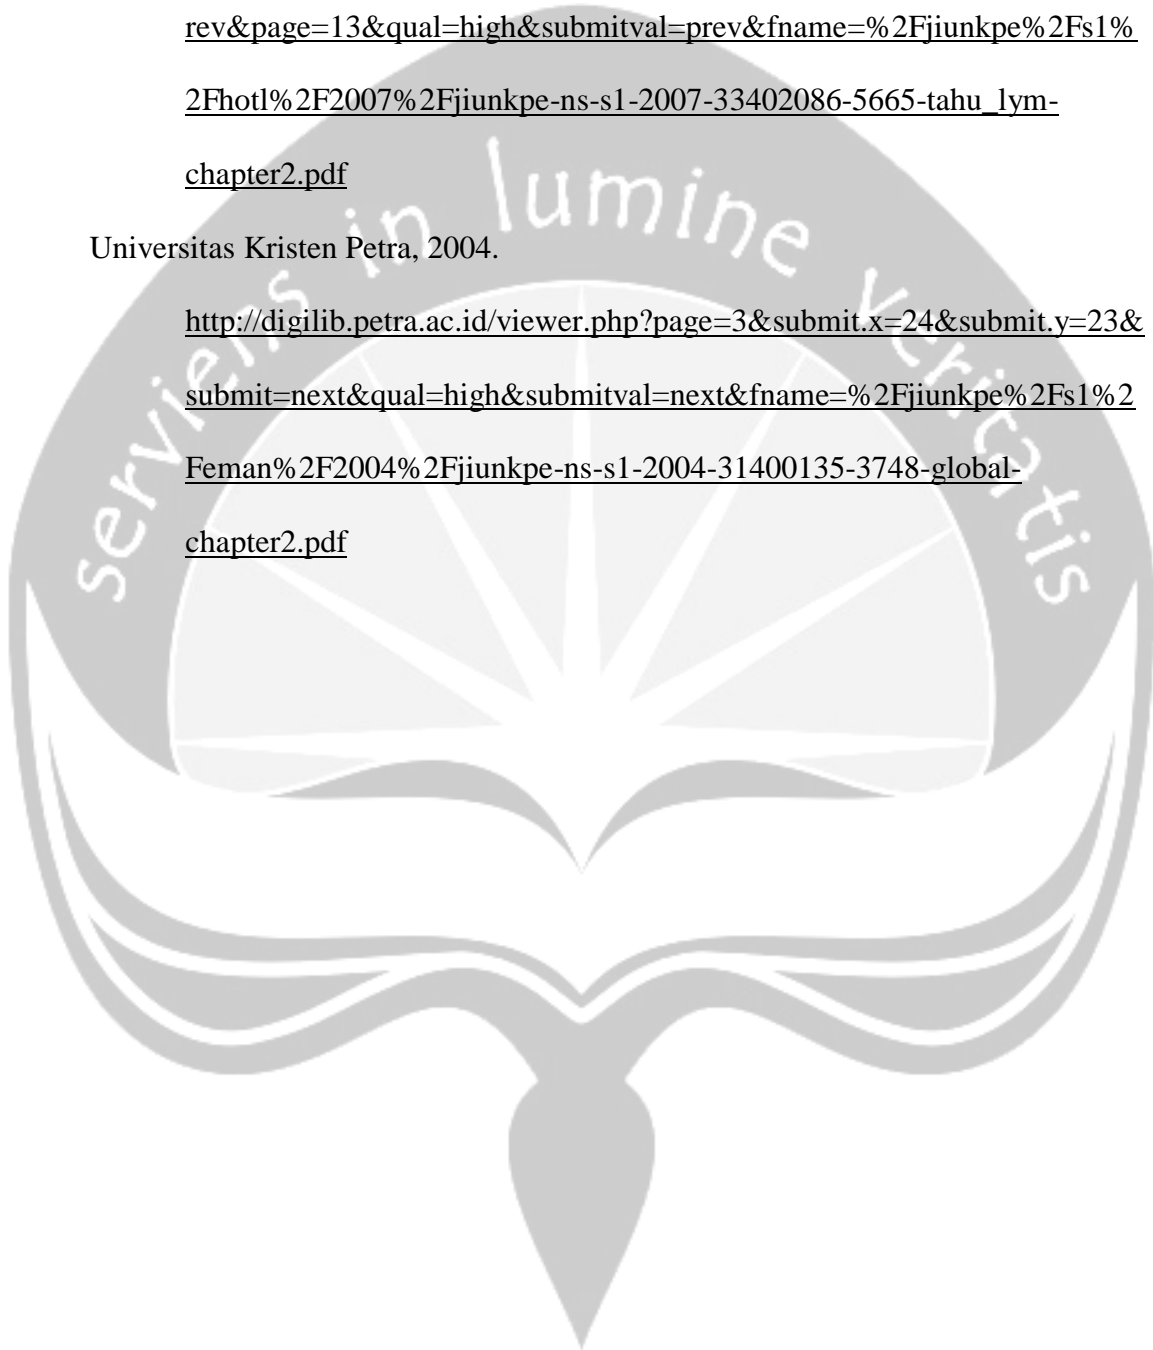 rev&page=13&qual=high&submitval=prev&fname=%2Fjiunkpe%2Fs1%
2Fhotl%2F2007%2Fjiunkpe-ns-s1-2007-33402086-5665-tahu_lym-
chapter2.pdf
Universitas Kristen Petra, 2004.
http://digilib.petra.ac.id/viewer.php?page=3&submit.x=24&submit.y=23&
submit=next&qual=high&submitval=next&fname=%2Fjiunkpe%2Fs1%2
Feman%2F2004%2Fjiunkpe-ns-s1-2004-31400135-3748-global-
chapter2.pdf
serviens in lumine veritatis